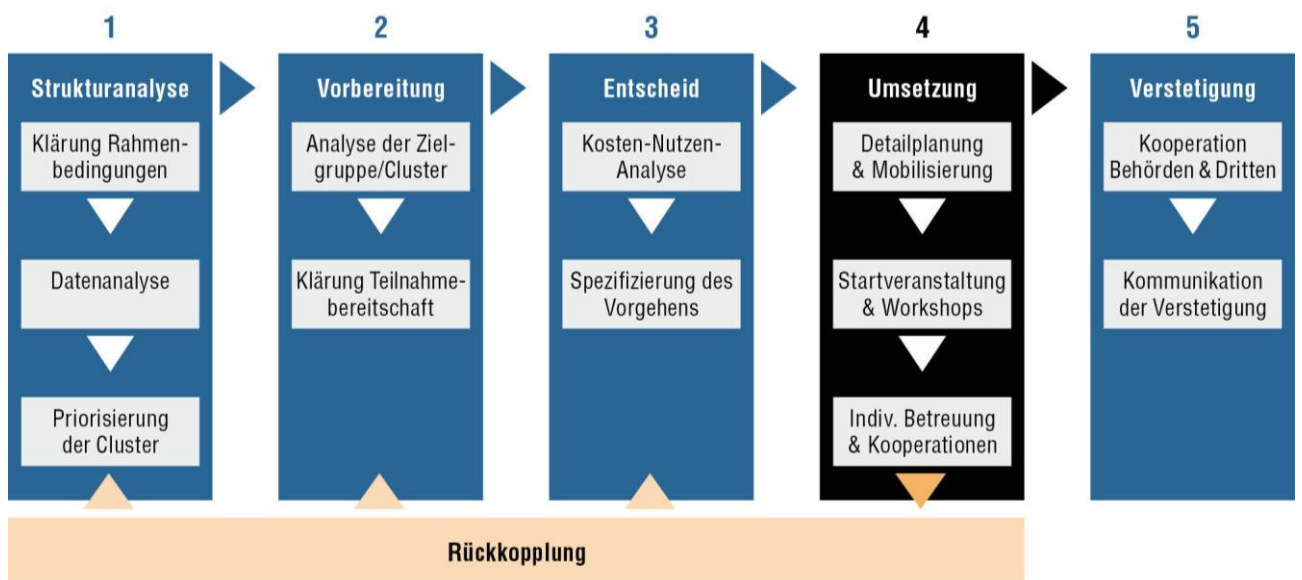 1
Strukturanalyse
Klärung Rahmen-
bedingungen
Datenanalyse
Priorisierung
der Cluster
2
Vorbereitung
Analyse der Ziel-
gruppe/Cluster
Klärung Teilnahme-
bereitschaft
3
Entscheid
Kosten-Nutzen-
Analyse
Spezifizierung des
Vorgehens
4
Umsetzung
Detailplanung
& Mobilisierung
Startveranstaltung
& Workshops
Indiv. Betreuung
& Kooperationen
5
Verstetigung
Kooperation
Behörden & Dritten
Kommunikation
der Verstetigung
Rückkopplung